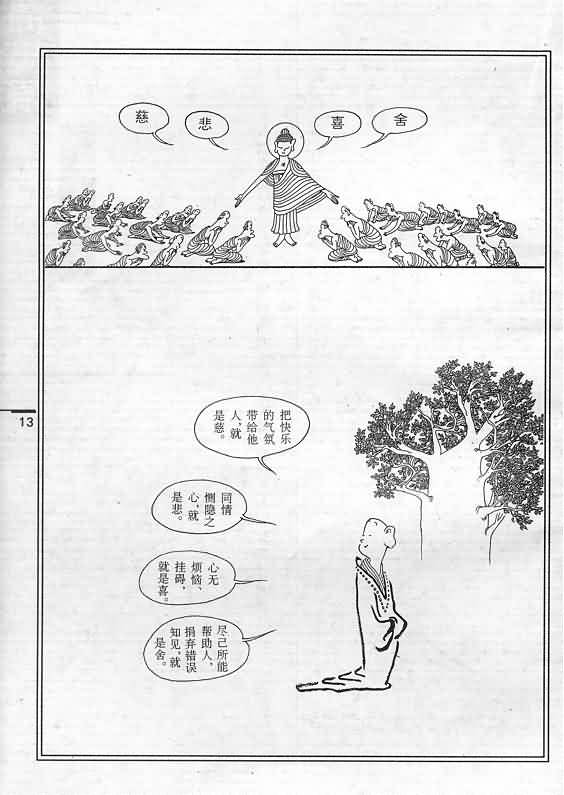 慈
悲
喜
舍
把快乐
的气氛
带给他
人，就
是慈。
同情
恻隐之
心，就
是悲。
心无
烦恼、
挂碍，
就是喜。
尽己所能
帮助人，
捐弃错误
知见，就
是舍。
13